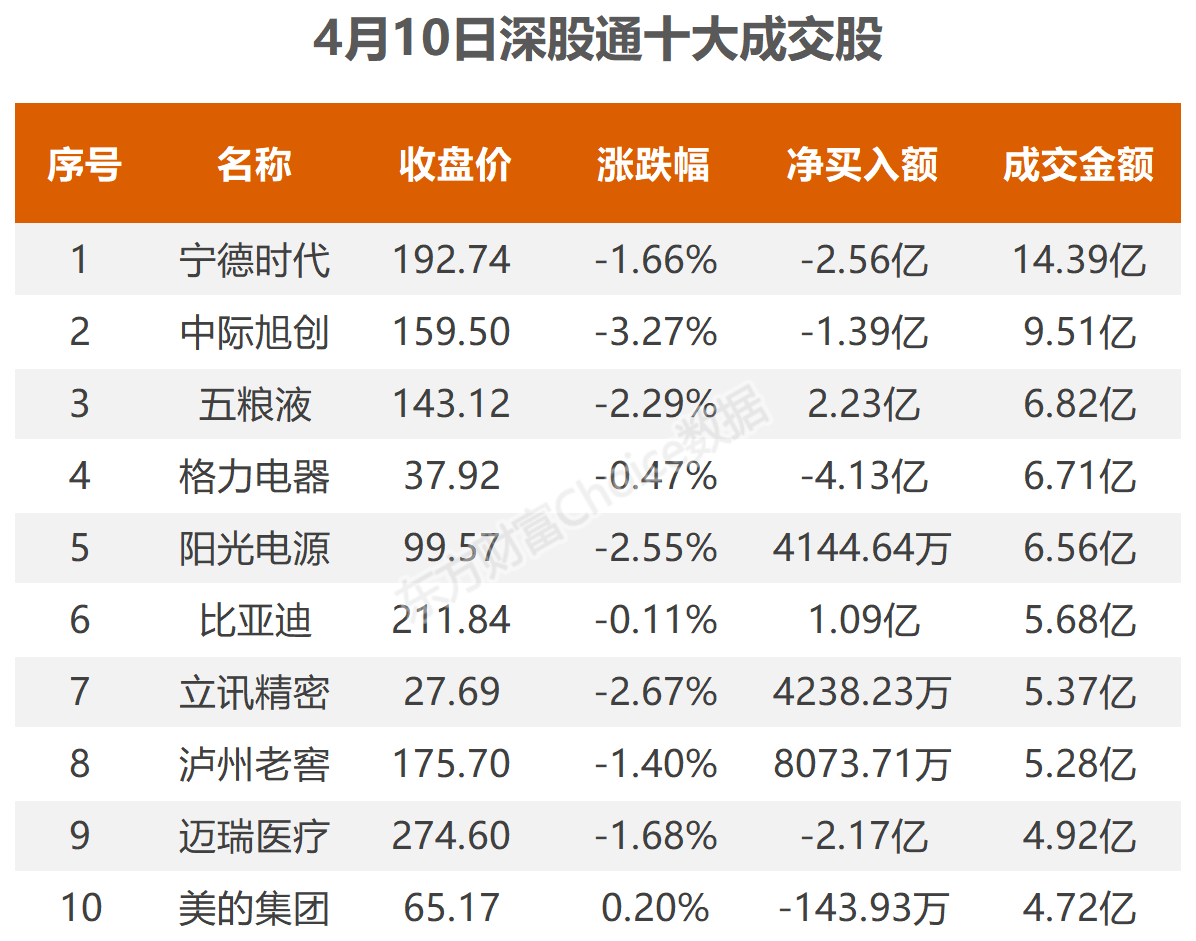 4月10日深股通十大成交股
序号 名称 收盘价 涨跌幅 净买入额 成交金额
1 宁德时代 192.74 -1.66% -2.56亿 14.39亿
2 中际旭创 159.50 -3.27% -1.39亿 9.51亿
3 五粮液 143.12 -2.29% 2.23亿 6.82亿
4 格力电器 37.92 -0.47% -4.13亿 6.71亿
5 阳光电源 99.57 -2.55% 4144.64万 6.56亿
6 比亚迪 211.84 -0.11% 1.09亿 5.68亿
7 立讯精密 27.69 -2.67% 4238.23万 5.37亿
8 泸州老窖 175.70 -1.40% 8073.71万 5.28亿
9 迈瑞医疗 274.60 -1.68% -2.17亿 4.92亿
10 美的集团 65.17 0.20% -143.93万 4.72亿
东方财富Choice数据